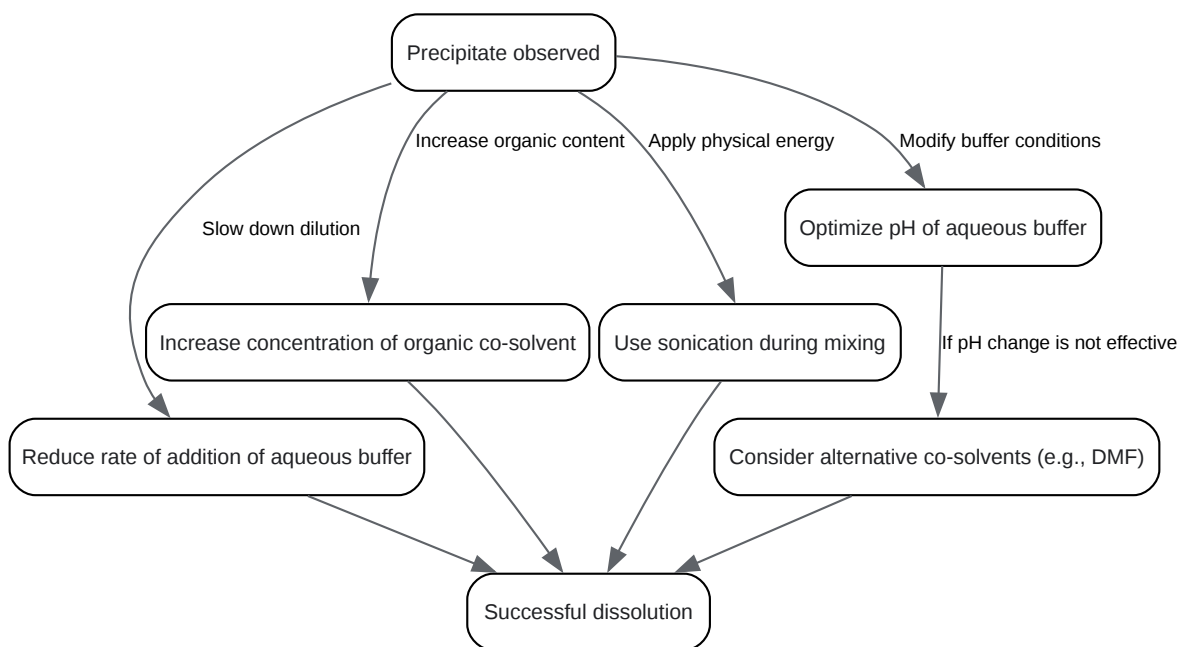 Precipitate observed
Increase organic content
Apply physical energy
Modify buffer conditions
Slow down dilution
Optimize pH of aqueous buffer
Increase concentration of organic co-solvent
Use sonication during mixing
If pH change is not effective
Reduce rate of addition of aqueous buffer
Consider alternative co-solvents (e.g., DMF)
Successful dissolution